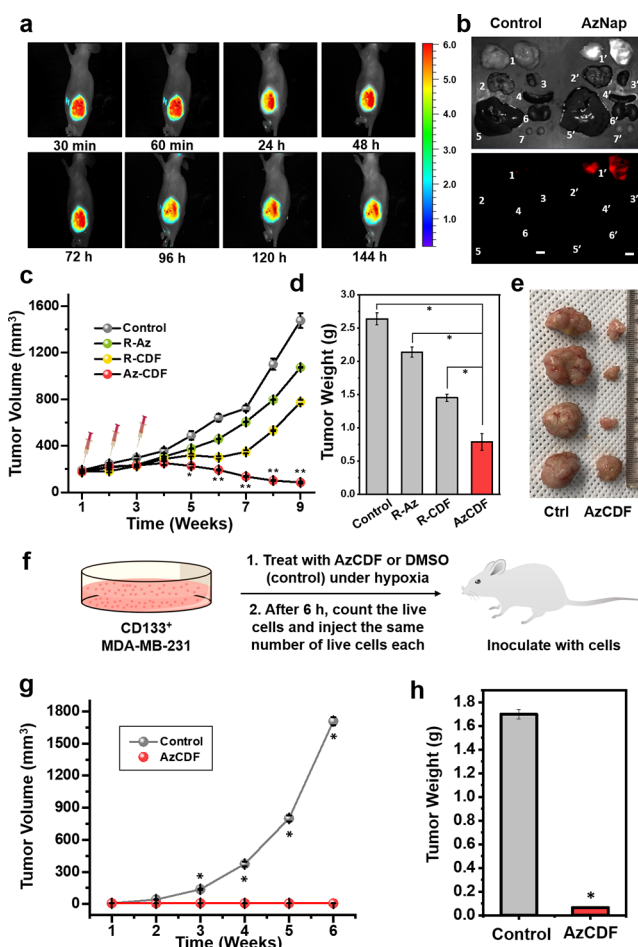 a
6.0
5.0
4.0
3.0
2.0
1.0
30 min
60 min
24 h
48 h
72 h
96 h
120 h
144 h
b
Control
AzNap
1
1′
2
3
2′
3′
4
4′
6
6′
5
7
5′
7′
1
1′
2
3
2′
3′
4
4′
6
6′
5
5′
c
Tumor Volume (mm³)
1600
1200
800
400
0
Control
R-Az
R-CDF
Az-CDF
*
**
**
**
**
1
3
5
7
9
Time (Weeks)
d
Tumor Weight (g)
3.0
2.5
2.0
1.5
1.0
0.5
0.0
*
*
*
Control
R-Az
R-CDF
AzCDF
e
Ctrl
AzCDF
f
CD133⁺
MDA-MB-231
1. Treat with AzCDF or DMSO
(control) under hypoxia
2. After 6 h, count the live
cells and inject the same
number of live cells each
Inoculate with cells
g
Tumor Volume (mm³)
1800
1500
1200
900
600
300
0
Control
AzCDF
*
*
*
*
1
2
3
4
5
6
Time (Weeks)
h
Tumor Weight (g)
1.8
1.6
1.4
1.2
1.0
0.8
0.6
0.4
0.2
0.0
*
Control
AzCDF